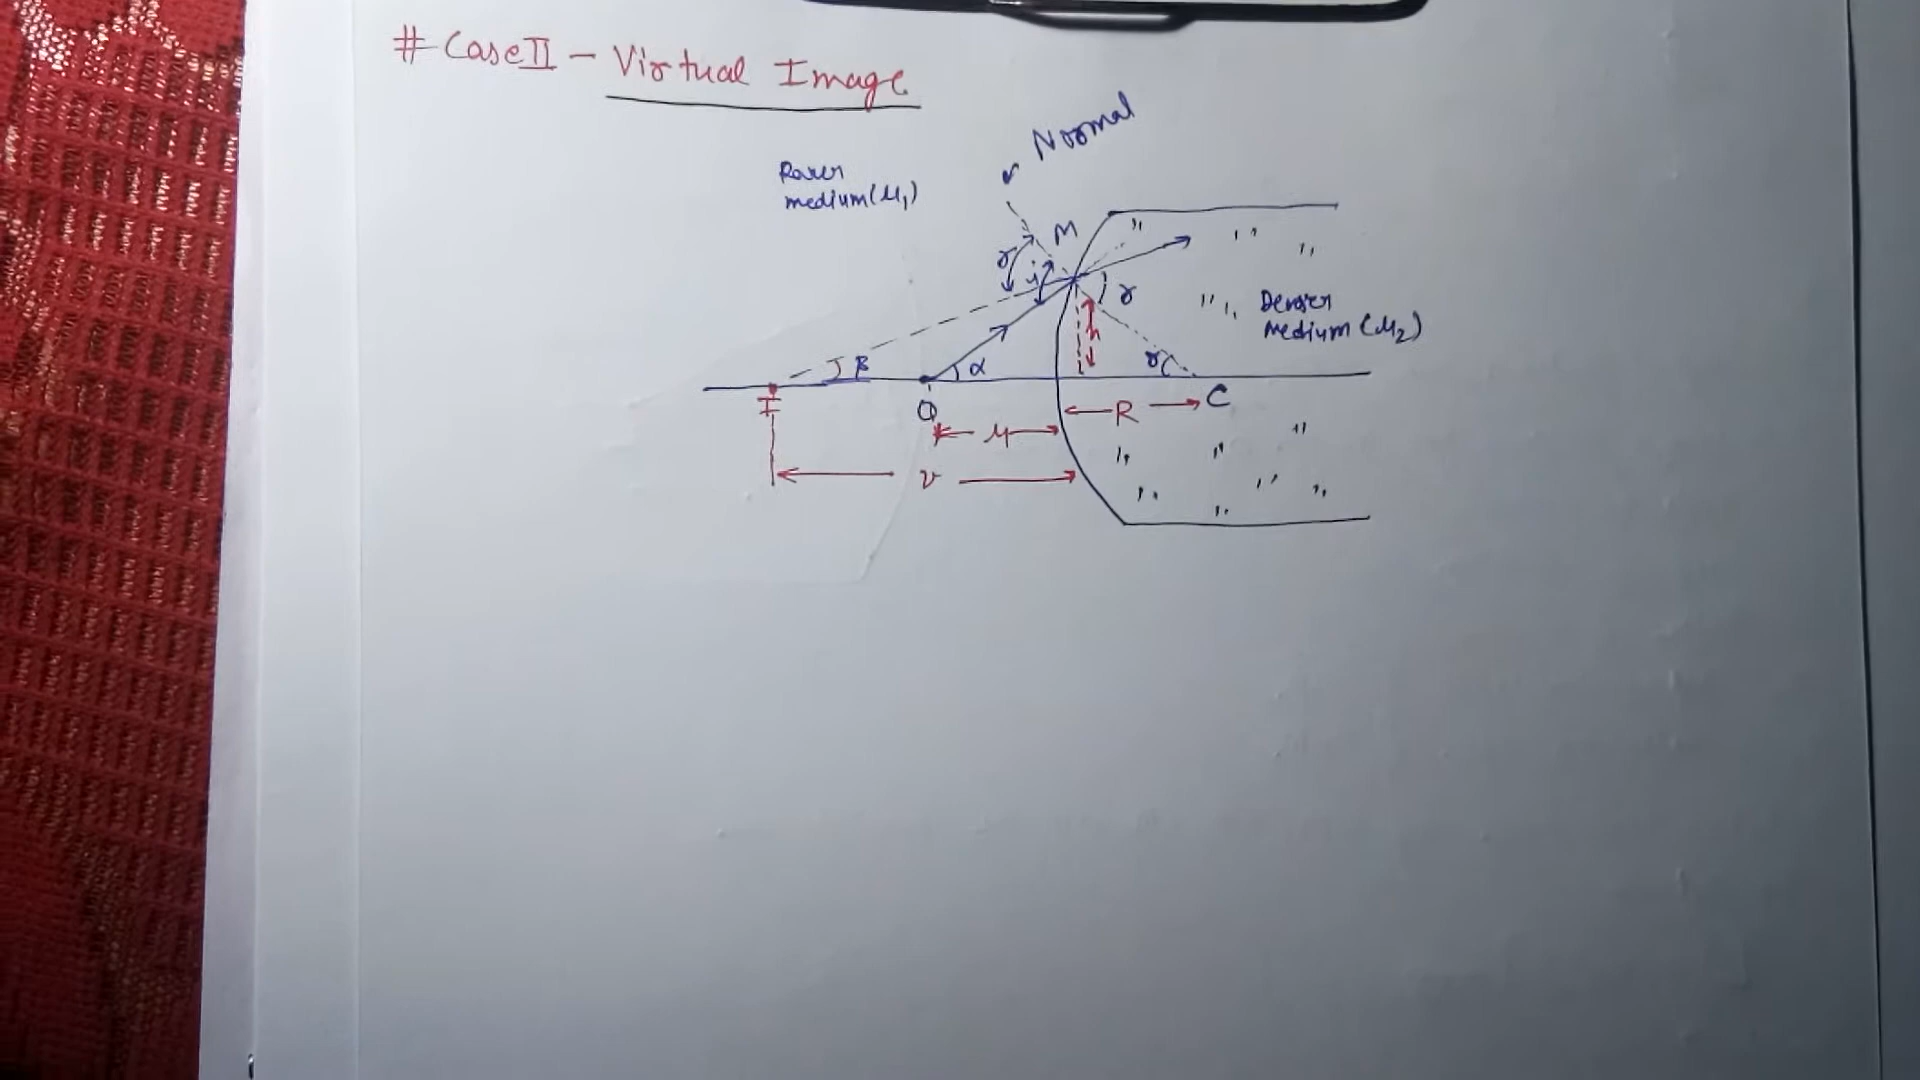 # Case II - Virtual Image
Normal
Rarer
medium (μ₁)
M
r
i
r
h
Denser
medium (μ₂)
β
α
γ
I
O
R
C
u
v